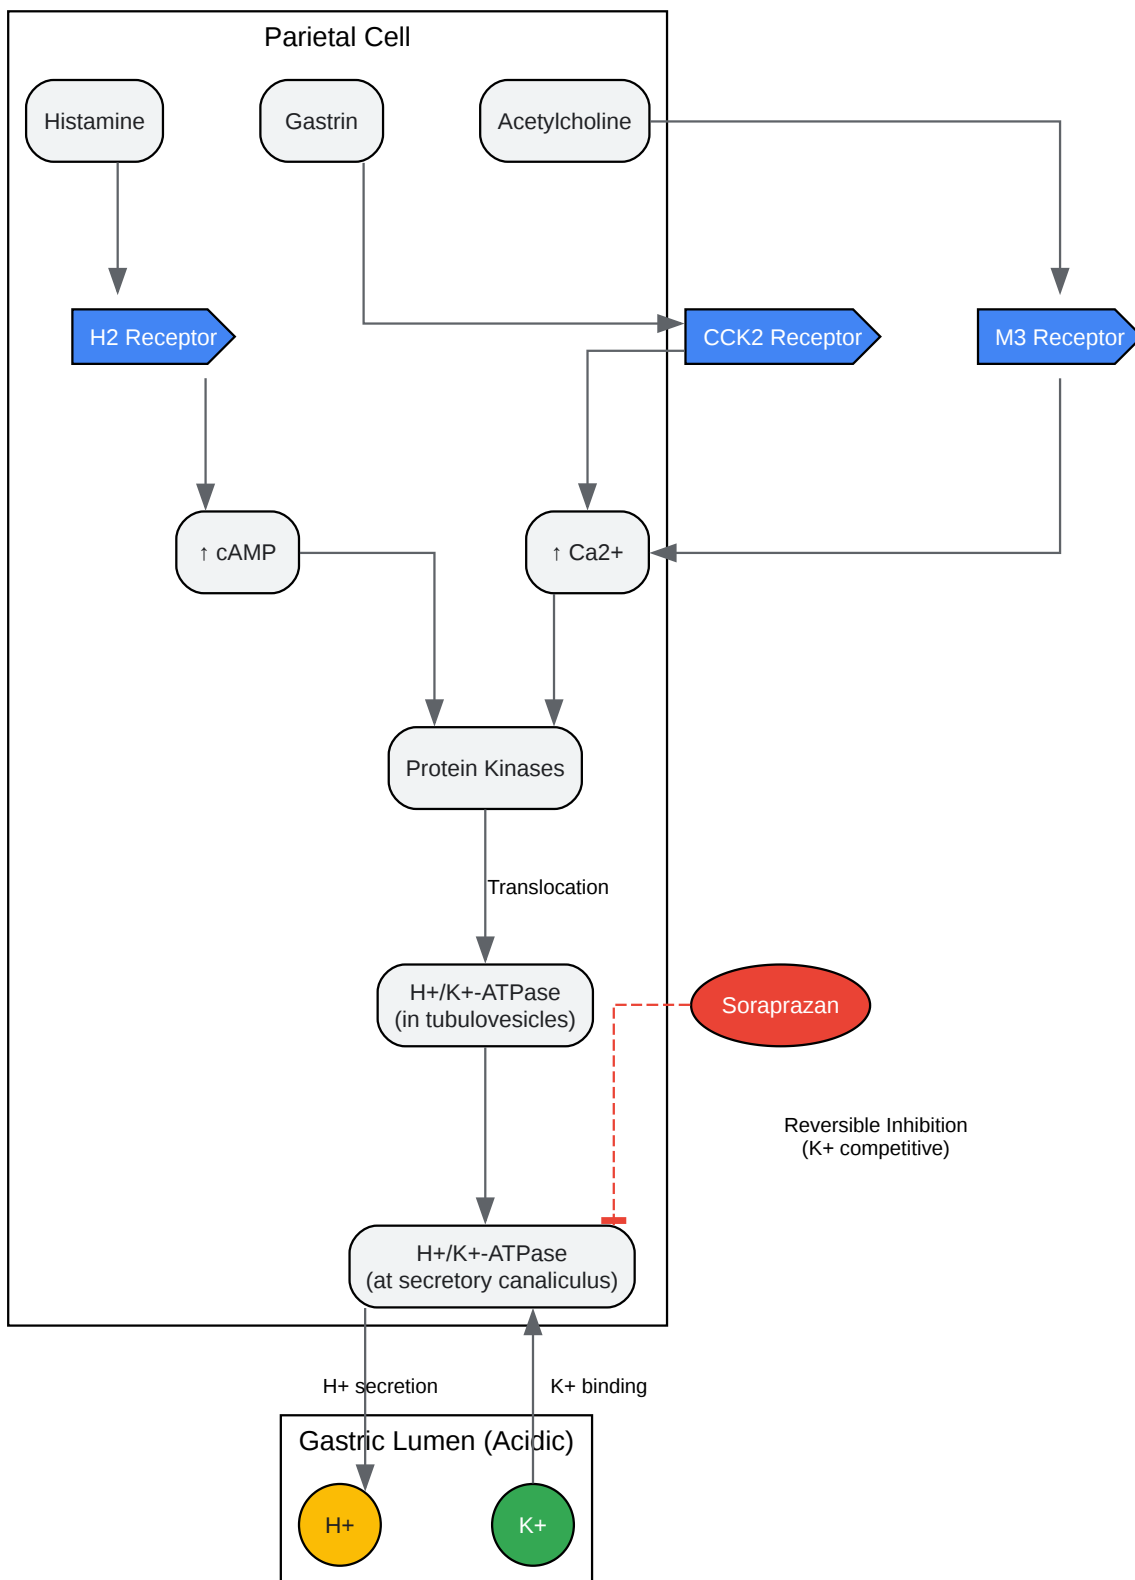 Parietal Cell
Histamine
Gastrin
Acetylcholine
H2 Receptor
CCK2 Receptor
M3 Receptor
↑ cAMP
↑ Ca2+
Protein Kinases
Translocation
H+/K+-ATPase
(in tubulovesicles)
Soraprazan
Reversible Inhibition
(K+ competitive)
H+/K+-ATPase
(at secretory canaliculus)
H+ secretion
K+ binding
Gastric Lumen (Acidic)
H+
K+